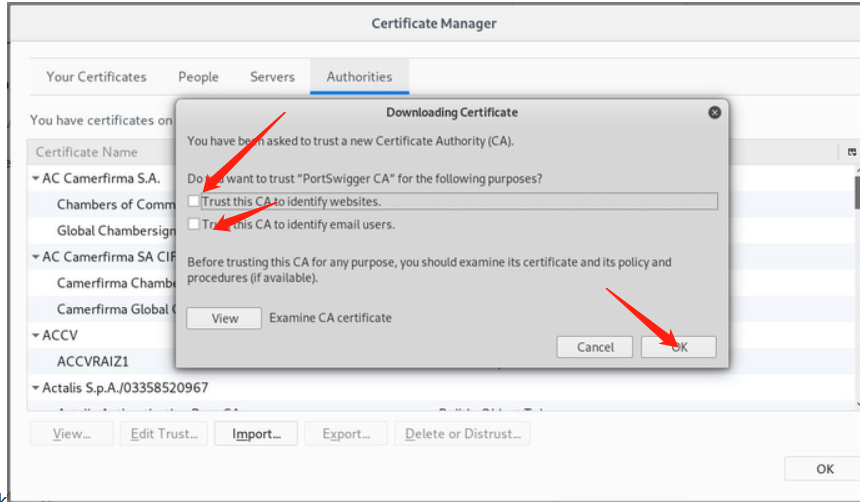 Certificate Manager
Your Certificates People Servers Authorities
Downloading Certificate
You have certificates on
You have been asked to trust a new Certificate Authority (CA).
Certificate Name
AC Camerfirma S.A.
Do you want to trust "PortSwigger CA" for the following purposes?
Chambers of Comm
Trust this CA to identify websites.
Global Chambersign
Trust this CA to identify email users.
AC Camerfirma SA CIF
Before trusting this CA for any purpose, you should examine its certificate and its policy and
procedures (if available).
Camerfirma Chambe
Camerfirma Global
View Examine CA certificate
ACCV
Cancel OK
ACCVRAIZ1
Actalis S.p.A./03358520967
View... Edit Trust... Import... Export... Delete or Distrust...
OK